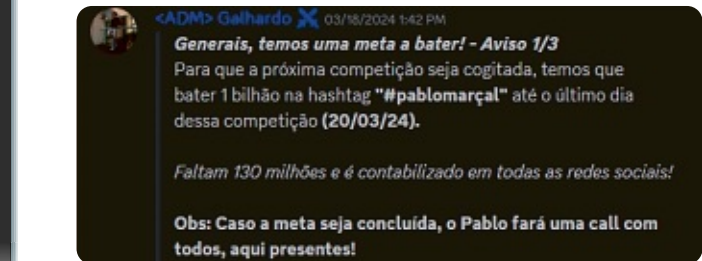 <ADM> Galhardo 03/18/2024 1:42 PM
Generais, temos uma meta a bater! - Aviso 1/3
Para que a próxima competição seja cogitada, temos que
bater 1 bilhão na hashtag "#pablomarçal" até o último dia
dessa competição (20/03/24).
Faltam 130 milhões e é contabilizado em todas as redes sociais!
Obs: Caso a meta seja concluída, o Pablo fará uma call com
todos, aqui presentes!